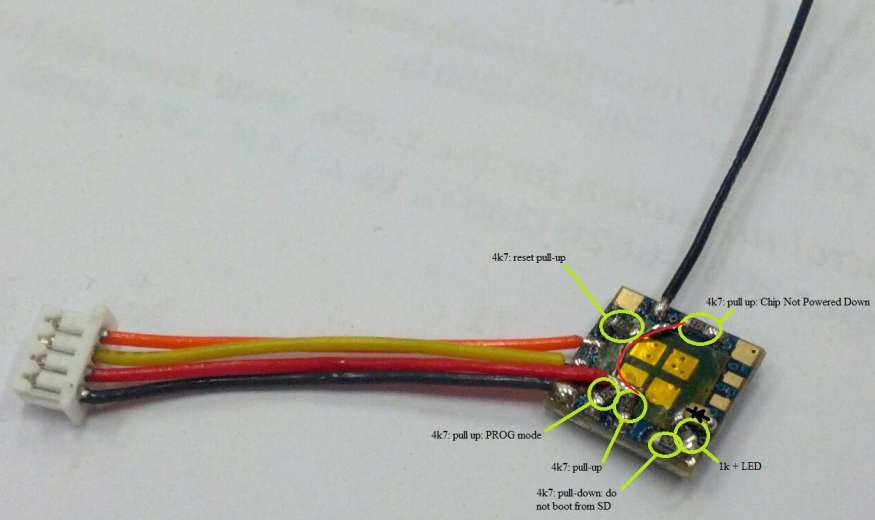 4k7: reset pull-up
4k7: pull up: Chip Not Powered Down
4k7: pull up: PROG mode
4k7: pull-up
1k + LED
4k7: pull-down: do
not boot from SD